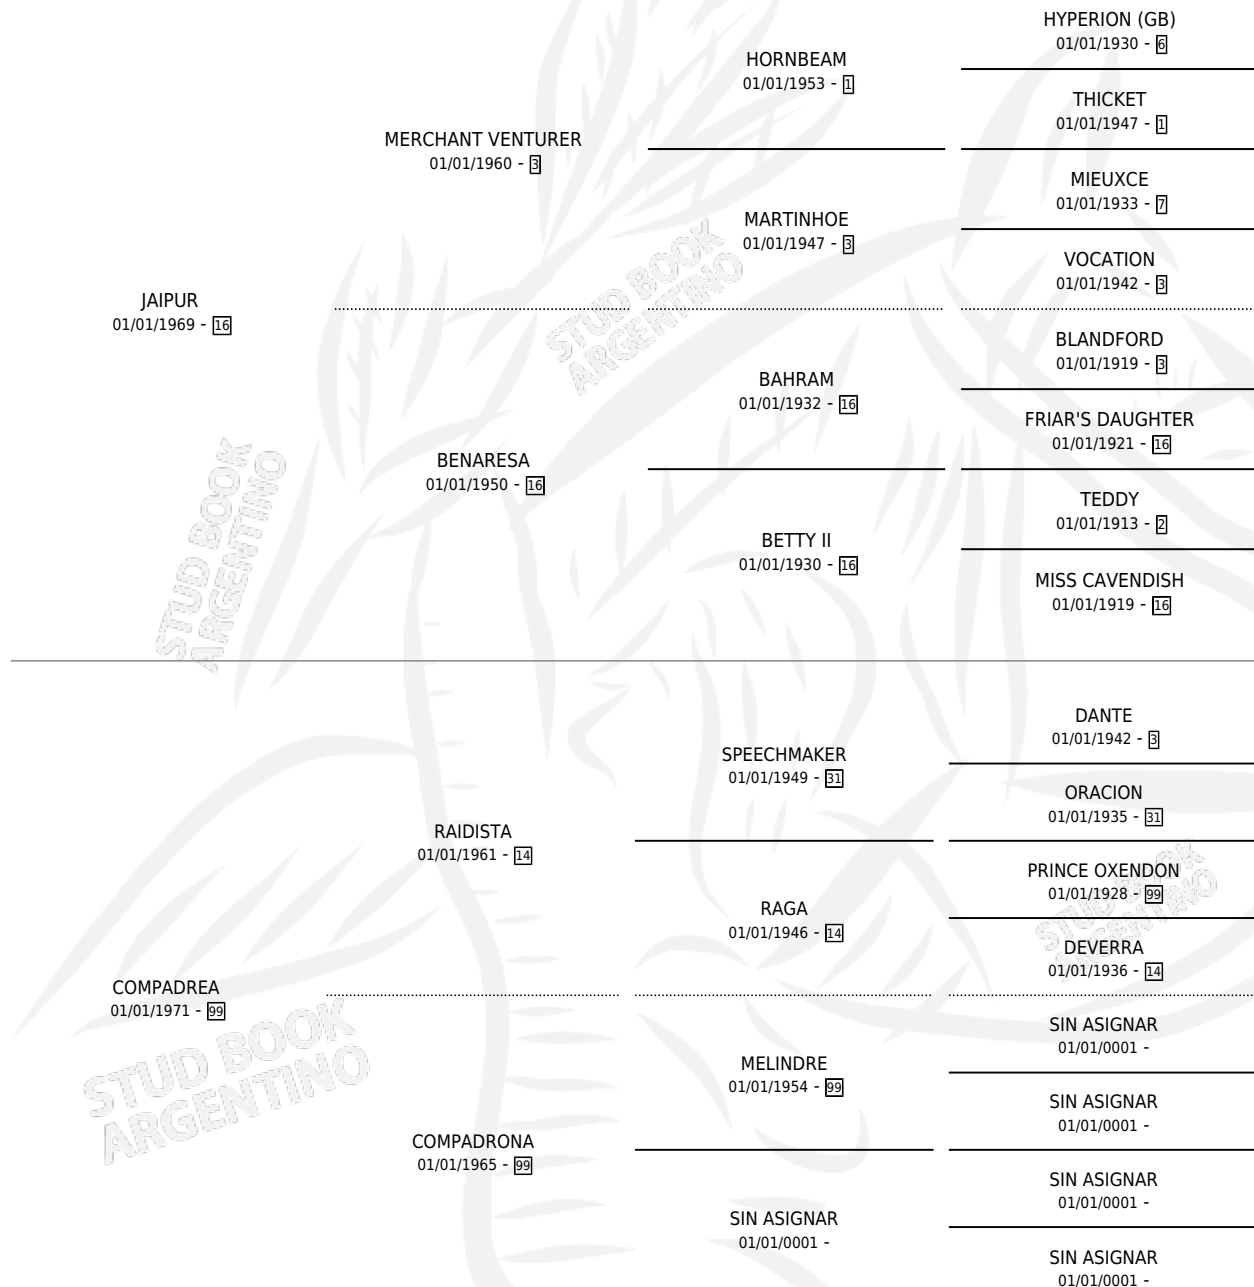 HYPERION (GB)
01/01/1930 - 6
HORNBEAM
01/01/1953 - 1
THICKET
01/01/1947 - 1
MERCHANT VENTURER
01/01/1960 - 3
MIEUXCE
01/01/1933 - 7
MARTINHOE
01/01/1947 - 3
VOCATION
01/01/1942 - 3
JAIPUR
01/01/1969 - 16
BLANDFORD
01/01/1919 - 3
BAHRAM
01/01/1932 - 16
FRIAR'S DAUGHTER
01/01/1921 - 16
BENARESA
01/01/1950 - 16
TEDDY
01/01/1913 - 2
BETTY II
01/01/1930 - 16
MISS CAVENDISH
01/01/1919 - 16
DANTE
01/01/1942 - 3
SPEECHMAKER
01/01/1949 - 31
ORACION
01/01/1935 - 31
RAIDISTA
01/01/1961 - 14
PRINCE OXENDON
01/01/1928 - 99
RAGA
01/01/1946 - 14
DEVERRA
01/01/1936 - 14
COMPADREA
01/01/1971 - 99
SIN ASIGNAR
01/01/0001 -
MELINDRE
01/01/1954 - 99
SIN ASIGNAR
01/01/0001 -
COMPADRONA
01/01/1965 - 99
SIN ASIGNAR
01/01/0001 -
SIN ASIGNAR
01/01/0001 -
SIN ASIGNAR
01/01/0001 -
STUD BOOK
ARGENTINO
STUD BOOK
ARGENTINO
STUD BOOK
ARGENTINO
STUD BOOK
ARGENTINO